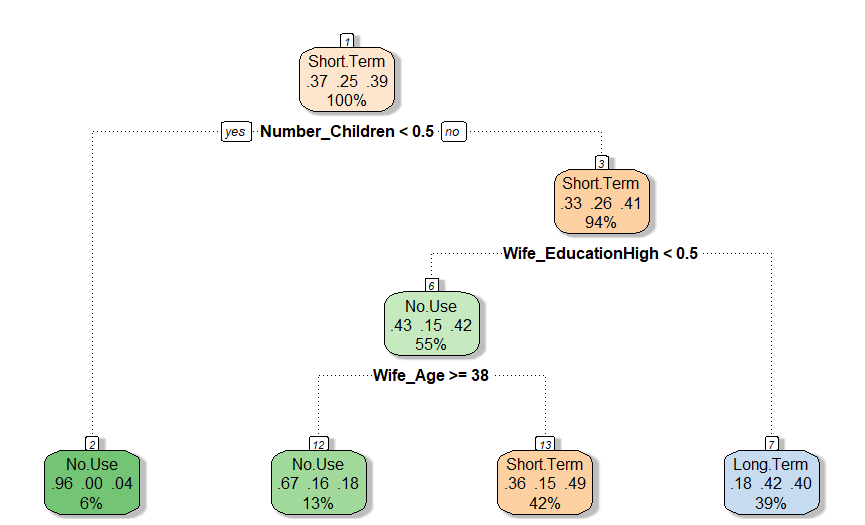 1
Short.Term
.37 .25 .39
100%
yes Number_Children < 0.5 no
3
Short.Term
.33 .26 .41
94%
Wife_EducationHigh < 0.5
6
No.Use
.43 .15 .42
55%
Wife_Age >= 38
2
No.Use
.96 .00 .04
6%
12
No.Use
.67 .16 .18
13%
13
Short.Term
.36 .15 .49
42%
7
Long.Term
.18 .42 .40
39%